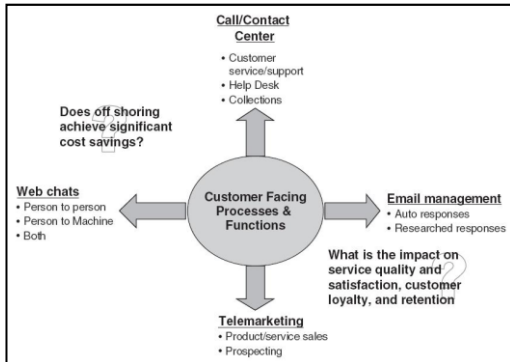 Call/Contact
Center
• Customer
service/support
• Help Desk
• Collections
Does off shoring
achieve significant
cost savings?
?
Web chats
• Person to person
• Person to Machine
• Both
Customer Facing
Processes &
Functions
Email management
• Auto responses
• Researched responses
What is the impact on
service quality and
satisfaction, customer
loyalty, and retention
?
Telemarketing
• Product/service sales
• Prospecting